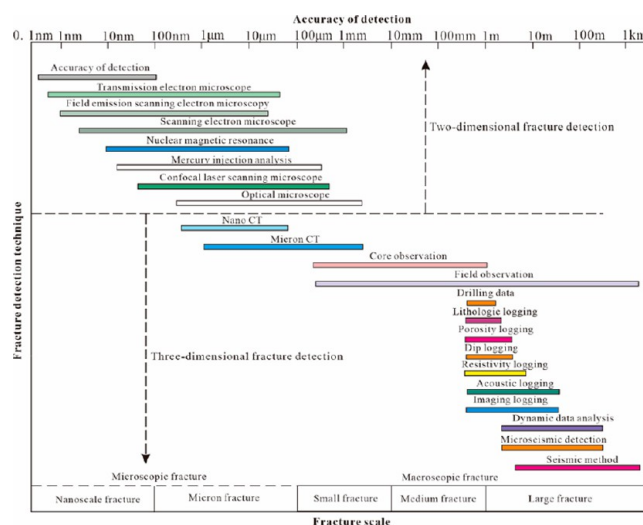 Accuracy of detection
0. 1nm 1nm 10nm 100nm 1μm 10μm 100μm 1mm 10mm 100mm 1m 10m 100m 1km
Accuracy of detection
Transmission electron microscope
Field emission scanning electron microscopy
Scanning electron microscope
Nuclear magnetic resonance
Mercury injection analysis
Confocal laser scanning microscope
Optical microscope
Two-dimensional fracture detection
Nano CT
Micron CT
Core observation
Field observation
Drilling data
Lithologic logging
Porosity logging
Dip logging
Resistivity logging
Acoustic logging
Imaging logging
Dynamic data analysis
Microseismic detection
Seismic method
Three-dimensional fracture detection
Fracture detection technique
Microscopic fracture Macroscopic fracture
Nanoscale fracture Micron fracture Small fracture Medium fracture Large fracture
Fracture scale